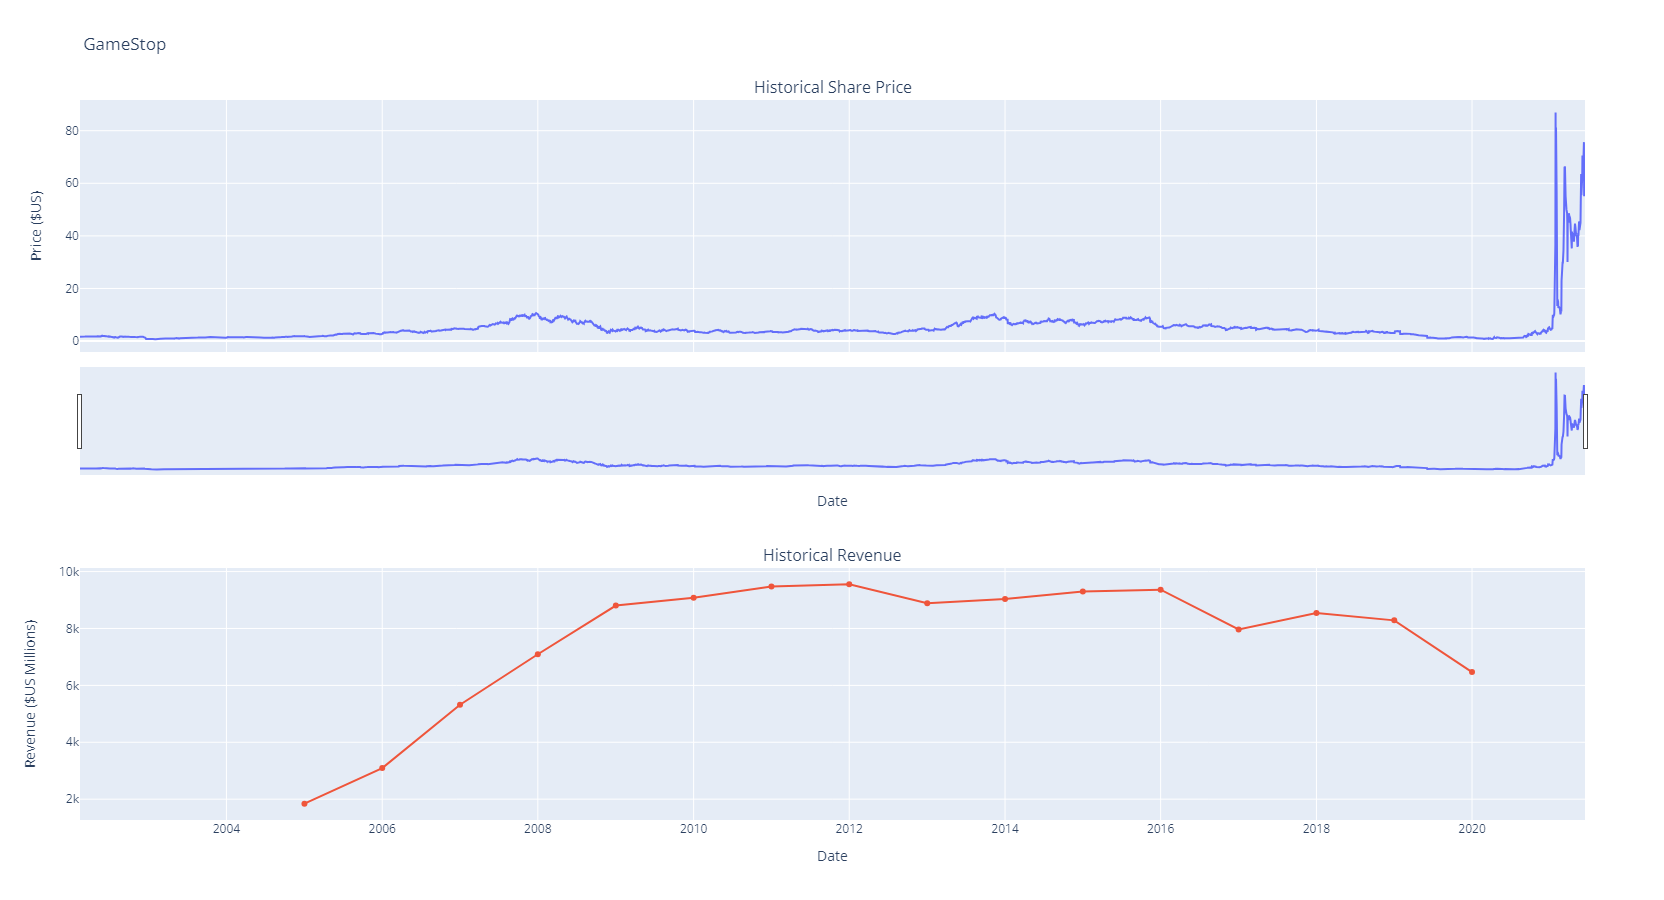 GameStop
Historical Share Price
Price ($US)
80
60
40
20
0
Date
Historical Revenue
Revenue ($US Millions)
10k
8k
6k
4k
2k
2004 2006 2008 2010 2012 2014 2016 2018 2020
Date